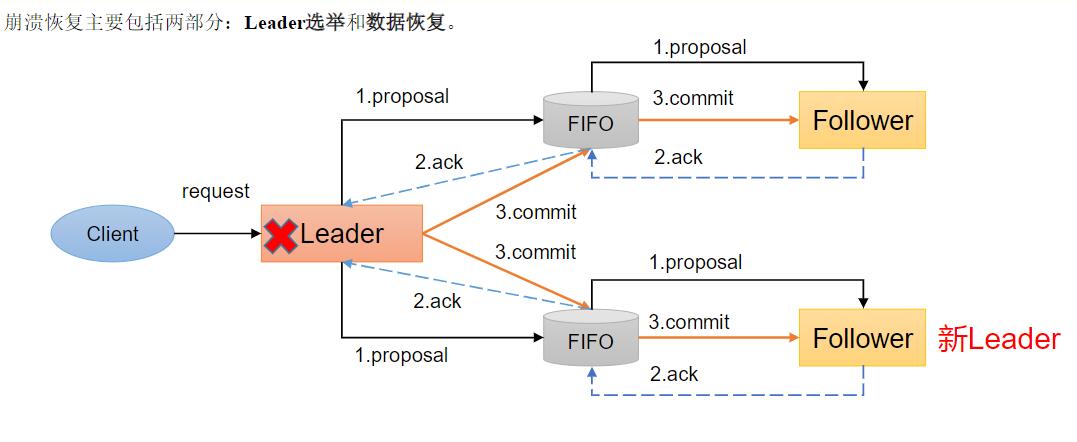 崩溃恢复主要包括两部分：Leader选举和数据恢复。
1.proposal
1.proposal
3.commit
FIFO
Follower
2.ack
2.ack
request
3.commit
Client
Leader
3.commit
1.proposal
2.ack
3.commit
FIFO
Follower
新Leader
1.proposal
2.ack